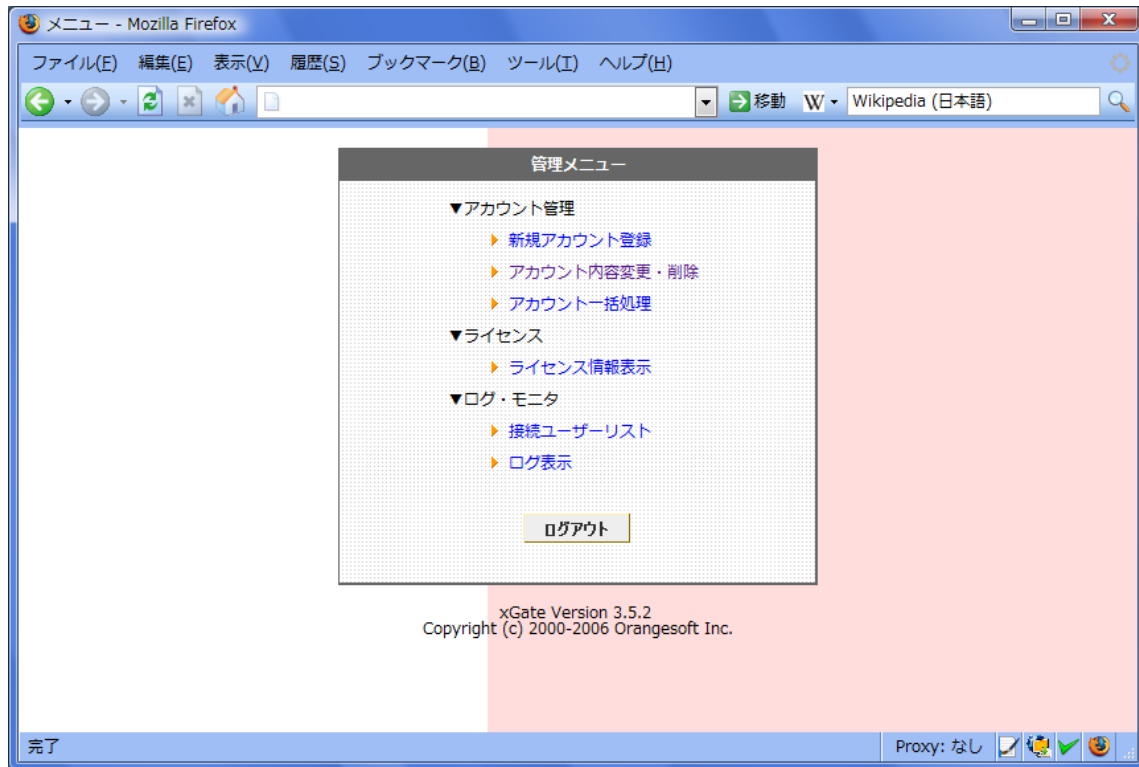 メニュー - Mozilla Firefox
ファイル(F) 編集(E) 表示(V) 履歴(S) ブックマーク(B) ツール(T) ヘルプ(H)
移動 W Wikipedia (日本語)
管理メニュー
▼アカウント管理
新規アカウント登録
アカウント内容変更・削除
アカウント一括処理
▼ライセンス
ライセンス情報表示
▼ログ・モニタ
接続ユーザーリスト
ログ表示
ログアウト
xGate Version 3.5.2
Copyright (c) 2000-2006 Orangesoft Inc.
完了 Proxy: なし